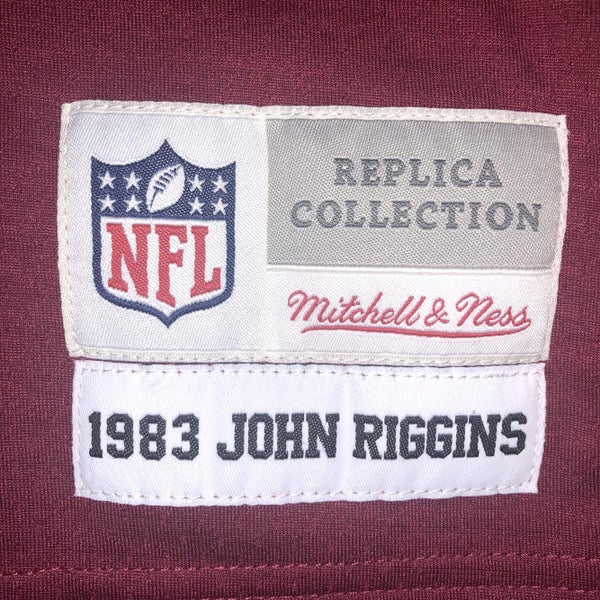 NFL
REPLICA
COLLECTION
Mitchell & Ness
1983 JOHN RIGGINS